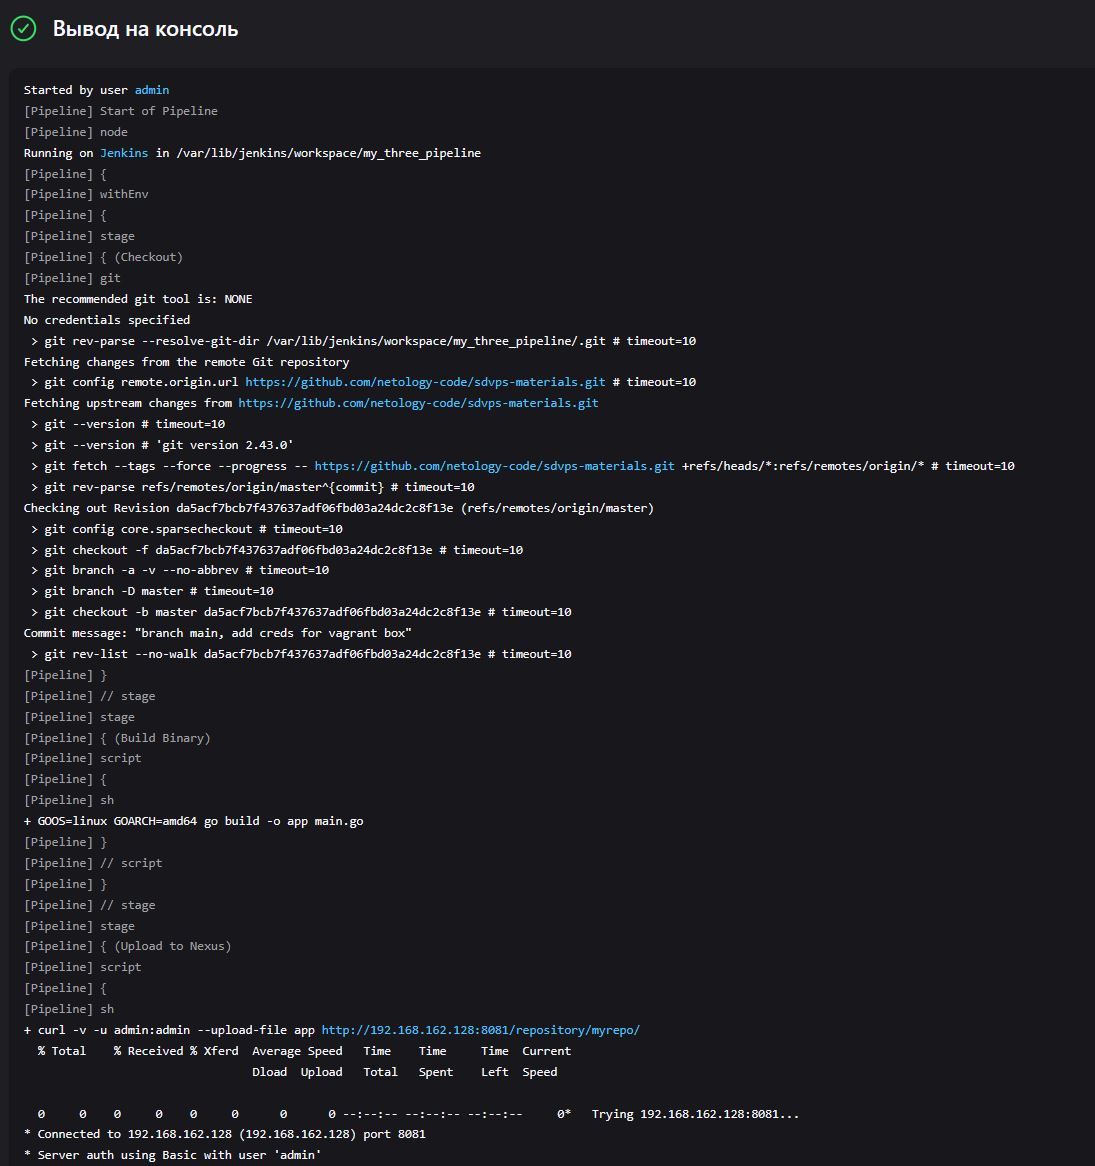 Вывод на консоль
Started by user admin
[Pipeline] Start of Pipeline
[Pipeline] node
Running on Jenkins in /var/lib/jenkins/workspace/my_three_pipeline
[Pipeline] {
[Pipeline] withEnv
[Pipeline] {
[Pipeline] stage
[Pipeline] { (Checkout)
[Pipeline] git
The recommended git tool is: NONE
No credentials specified
> git rev-parse --resolve-git-dir /var/lib/jenkins/workspace/my_three_pipeline/.git # timeout=10
Fetching changes from the remote Git repository
> git config remote.origin.url https://github.com/netology-code/sdvps-materials.git # timeout=10
Fetching upstream changes from https://github.com/netology-code/sdvps-materials.git
> git --version # timeout=10
> git --version # 'git version 2.43.0'
> git fetch --tags --force --progress -- https://github.com/netology-code/sdvps-materials.git +refs/heads/*:refs/remotes/origin/* # timeout=10
> git rev-parse refs/remotes/origin/master^{commit} # timeout=10
Checking out Revision da5acf7bcb7f437637adf06fbd03a24dc2c8f13e (refs/remotes/origin/master)
> git config core.sparsecheckout # timeout=10
> git checkout -f da5acf7bcb7f437637adf06fbd03a24dc2c8f13e # timeout=10
> git branch -a -v --no-abbrev # timeout=10
> git branch -D master # timeout=10
> git checkout -b master da5acf7bcb7f437637adf06fbd03a24dc2c8f13e # timeout=10
Commit message: "branch main, add creds for vagrant box"
> git rev-list --no-walk da5acf7bcb7f437637adf06fbd03a24dc2c8f13e # timeout=10
[Pipeline] }
[Pipeline] // stage
[Pipeline] stage
[Pipeline] { (Build Binary)
[Pipeline] script
[Pipeline] {
[Pipeline] sh
+ GOOS=linux GOARCH=amd64 go build -o app main.go
[Pipeline] }
[Pipeline] // script
[Pipeline] }
[Pipeline] // stage
[Pipeline] stage
[Pipeline] { (Upload to Nexus)
[Pipeline] script
[Pipeline] {
[Pipeline] sh
+ curl -v -u admin:admin --upload-file app http://192.168.162.128:8081/repository/myrepo/
% Total % Received % Xferd Average Speed Time Time Time Current
Dload Upload Total Spent Left Speed
0 0 0 0 0 0 0 0 --:--:-- --:--:-- --:--:-- 0* Trying 192.168.162.128:8081...
* Connected to 192.168.162.128 (192.168.162.128) port 8081
* Server auth using Basic with user 'admin'